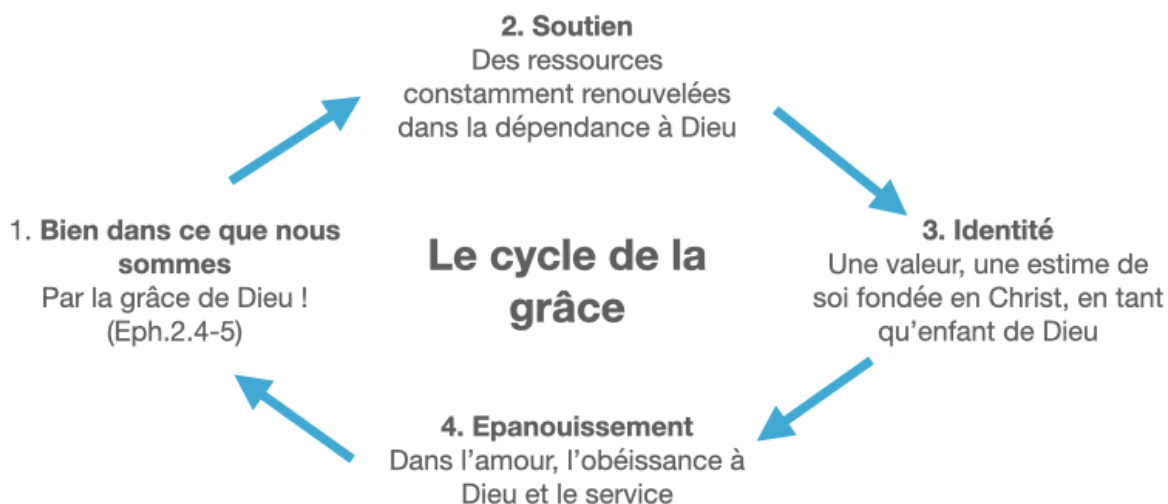 2. Soutien
Des ressources
constamment renouvelées
dans la dépendance à Dieu
1. Bien dans ce que nous
sommes
Par la grâce de Dieu !
(Eph.2.4-5)
Le cycle de la
grâce
3. Identité
Une valeur, une estime de
soi fondée en Christ, en tant
qu’enfant de Dieu
4. Epanouissement
Dans l’amour, l’obéissance à
Dieu et le service